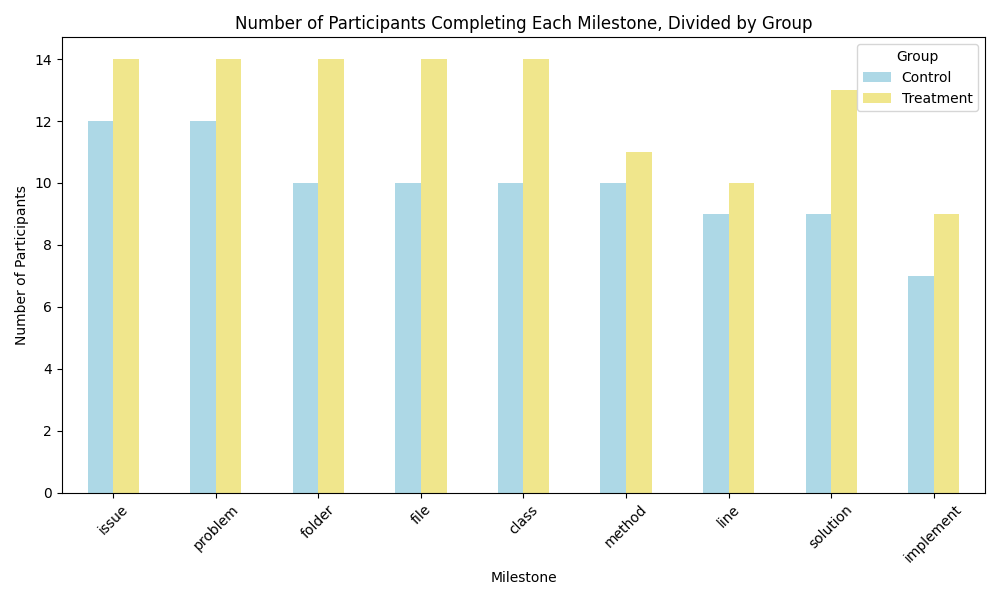 Number of Participants Completing Each Milestone, Divided by Group
Group
Control
Treatment
Number of Participants
14
12
10
8
6
4
2
0
issue
problem
folder
file
class
method
line
solution
implement
Milestone